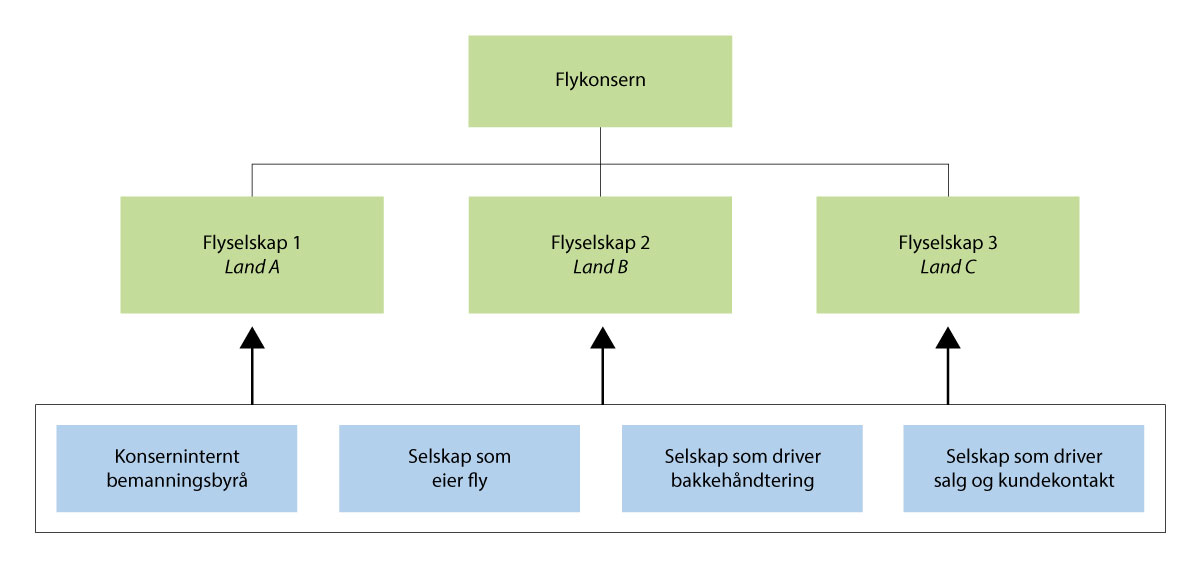 Flykonsern
Flyselskap 1
Land A
Flyselskap 2
Land B
Flyselskap 3
Land C
Konserninternt
bemanningsbyrå
Selskap som
eier fly
Selskap som driver
bakkehåndtering
Selskap som driver
salg og kundekontakt